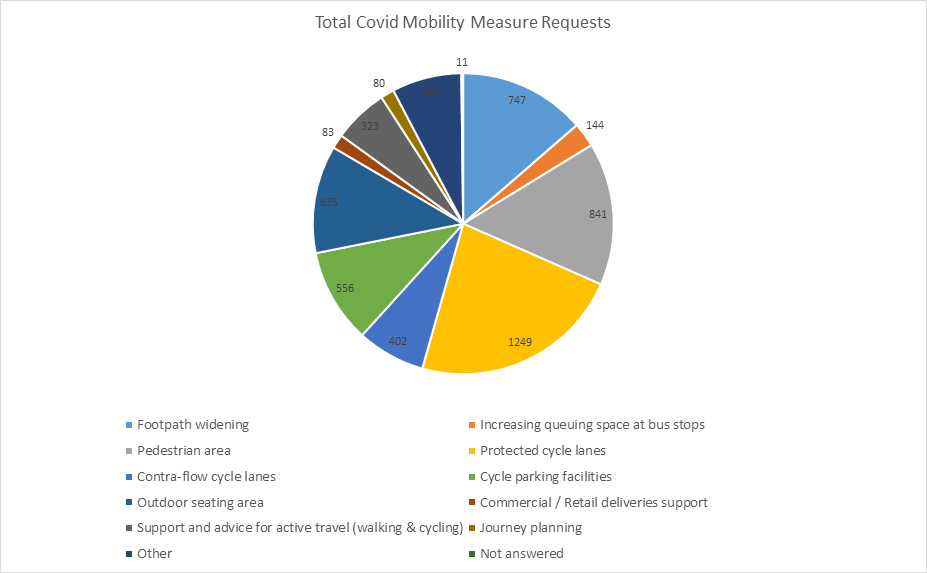 Total Covid Mobility Measure Requests
11
80
747
144
323
83
635
841
556
402
1249
Footpath widening
Increasing queuing space at bus stops
Pedestrian area
Protected cycle lanes
Contra-flow cycle lanes
Cycle parking facilities
Outdoor seating area
Commercial / Retail deliveries support
Support and advice for active travel (walking & cycling)
Journey planning
Other
Not answered